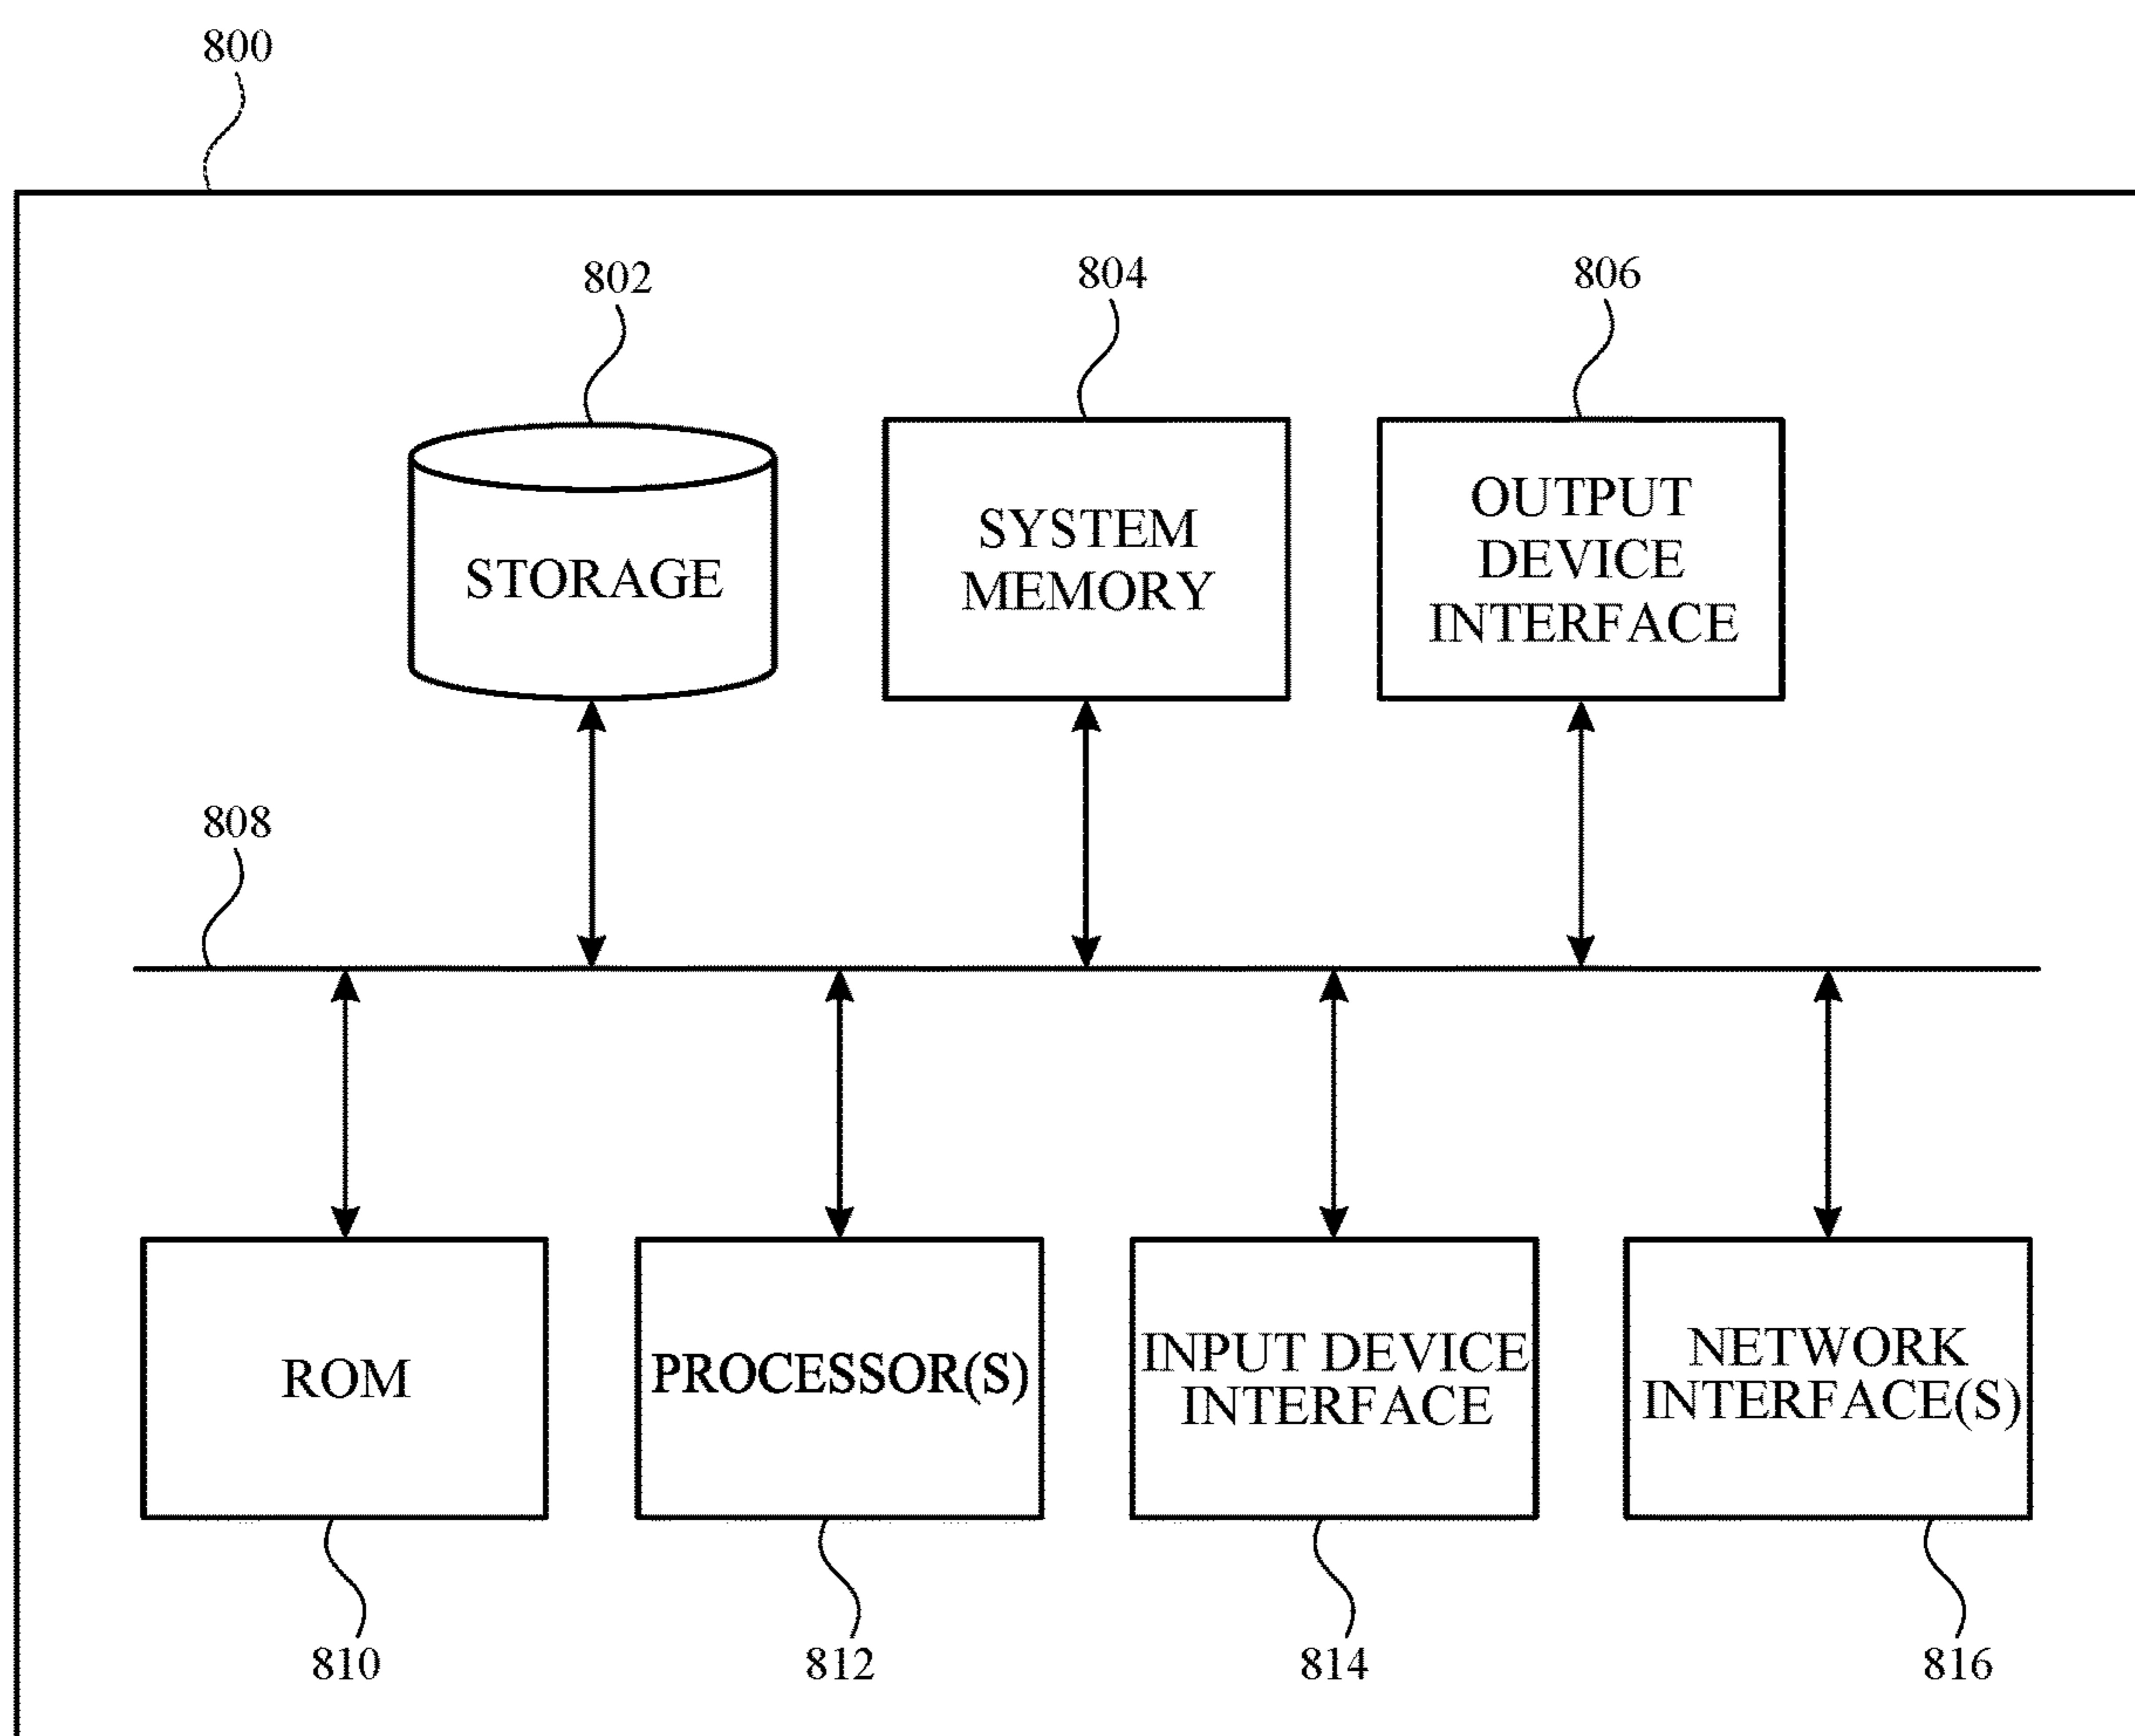 800
802
804
806
STORAGE
SYSTEM
MEMORY
OUTPUT
DEVICE
INTERFACE
808
ROM
PROCESSOR(S)
INPUT DEVICE
INTERFACE
NETWORK
INTERFACE(S)
810
812
814
816